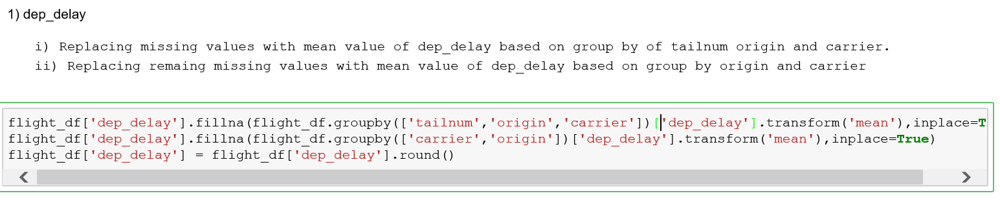 1) dep_delay
i) Replacing missing values with mean value of dep_delay based on group by of tailnum origin and carrier.
ii) Replacing remaing missing values with mean value of dep_delay based on group by origin and carrier
flight_df['dep_delay'].fillna(flight_df.groupby(['tailnum','origin','carrier'])['dep_delay'].transform('mean'),inplace=T
flight_df['dep_delay'].fillna(flight_df.groupby(['carrier','origin'])['dep_delay'].transform('mean'),inplace=True)
flight_df['dep_delay'] = flight_df['dep_delay'].round()